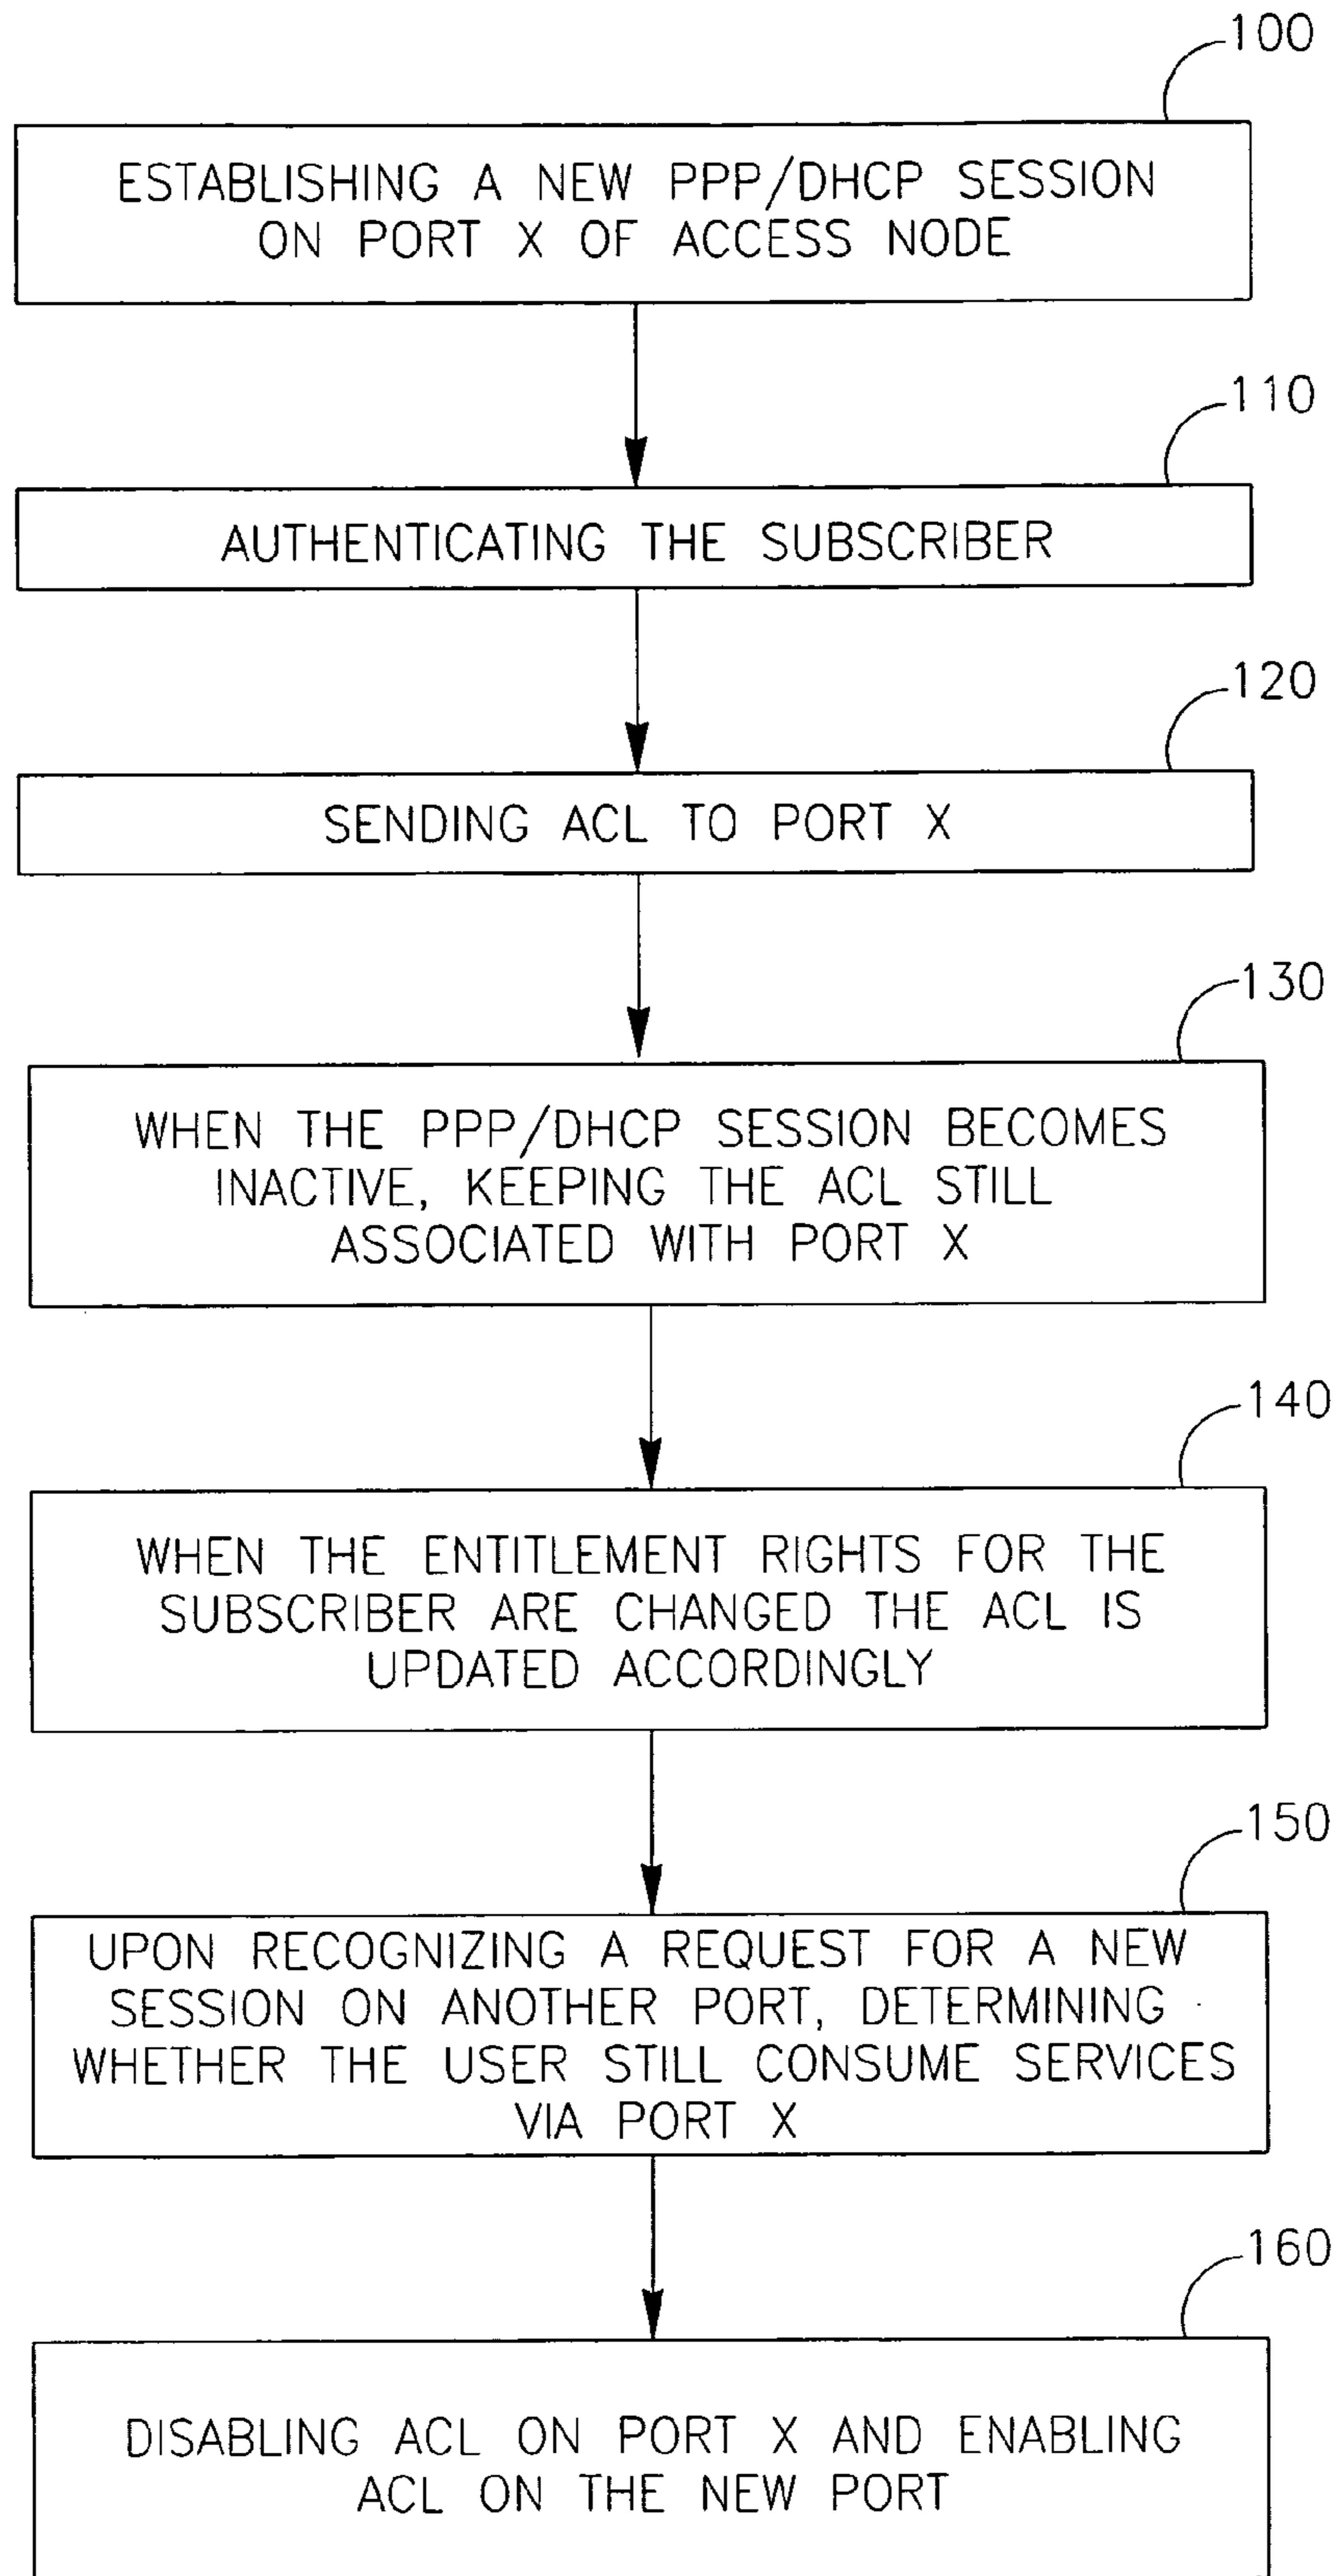 100
ESTABLISHING A NEW PPP/DHCP SESSION
ON PORT X OF ACCESS NODE
110
AUTHENTICATING THE SUBSCRIBER
120
SENDING ACL TO PORT X
130
WHEN THE PPP/DHCP SESSION BECOMES
INACTIVE, KEEPING THE ACL STILL
ASSOCIATED WITH PORT X
140
WHEN THE ENTITLEMENT RIGHTS FOR THE
SUBSCRIBER ARE CHANGED THE ACL IS
UPDATED ACCORDINGLY
150
UPON RECOGNIZING A REQUEST FOR A NEW
SESSION ON ANOTHER PORT, DETERMINING
WHETHER THE USER STILL CONSUME SERVICES
VIA PORT X
160
DISABLING ACL ON PORT X AND ENABLING
ACL ON THE NEW PORT